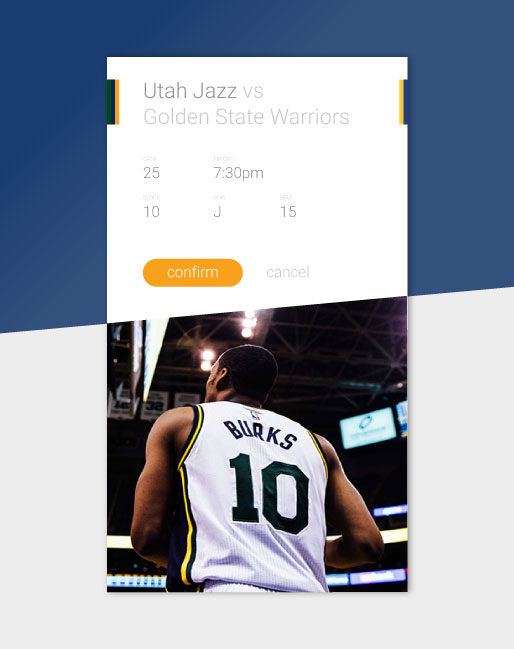 Utah Jazz vs
Golden State Warriors
GATE
TIP OFF
25
7:30pm
BLOCK
ROW
SEAT
10
J
15
confirm
cancel
BURKS
10